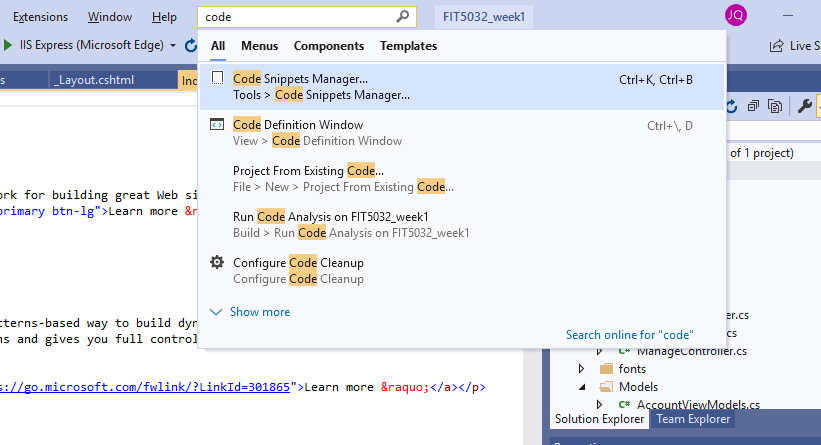 Extensions Window Help code FIT5032_week1 JQ
IIS Express (Microsoft Edge) Live S
s _Layout.cshtml Ind
All Menus Components Templates
Code Snippets Manager... Ctrl+K, Ctrl+B
Tools > Code Snippets Manager...
Code Definition Window Ctrl+\, D
View > Code Definition Window
Project From Existing Code...
File > New > Project From Existing Code...
of 1 project)
ork for building great Web si
primary btn-lg">Learn more &r
Run Code Analysis on FIT5032_week1
Build > Run Code Analysis on FIT5032_week1
Configure Code Cleanup
Configure Code Cleanup
Show more
Search online for "code"
tterns-based way to build dyn
ns and gives you full control
s://go.microsoft.com/fwlink/?LinkId=301865">Learn more &raquo;</a></p>
er.cs
.cs
ManageController.cs
fonts
Models
AccountViewModels.cs
Solution Explorer Team Explorer